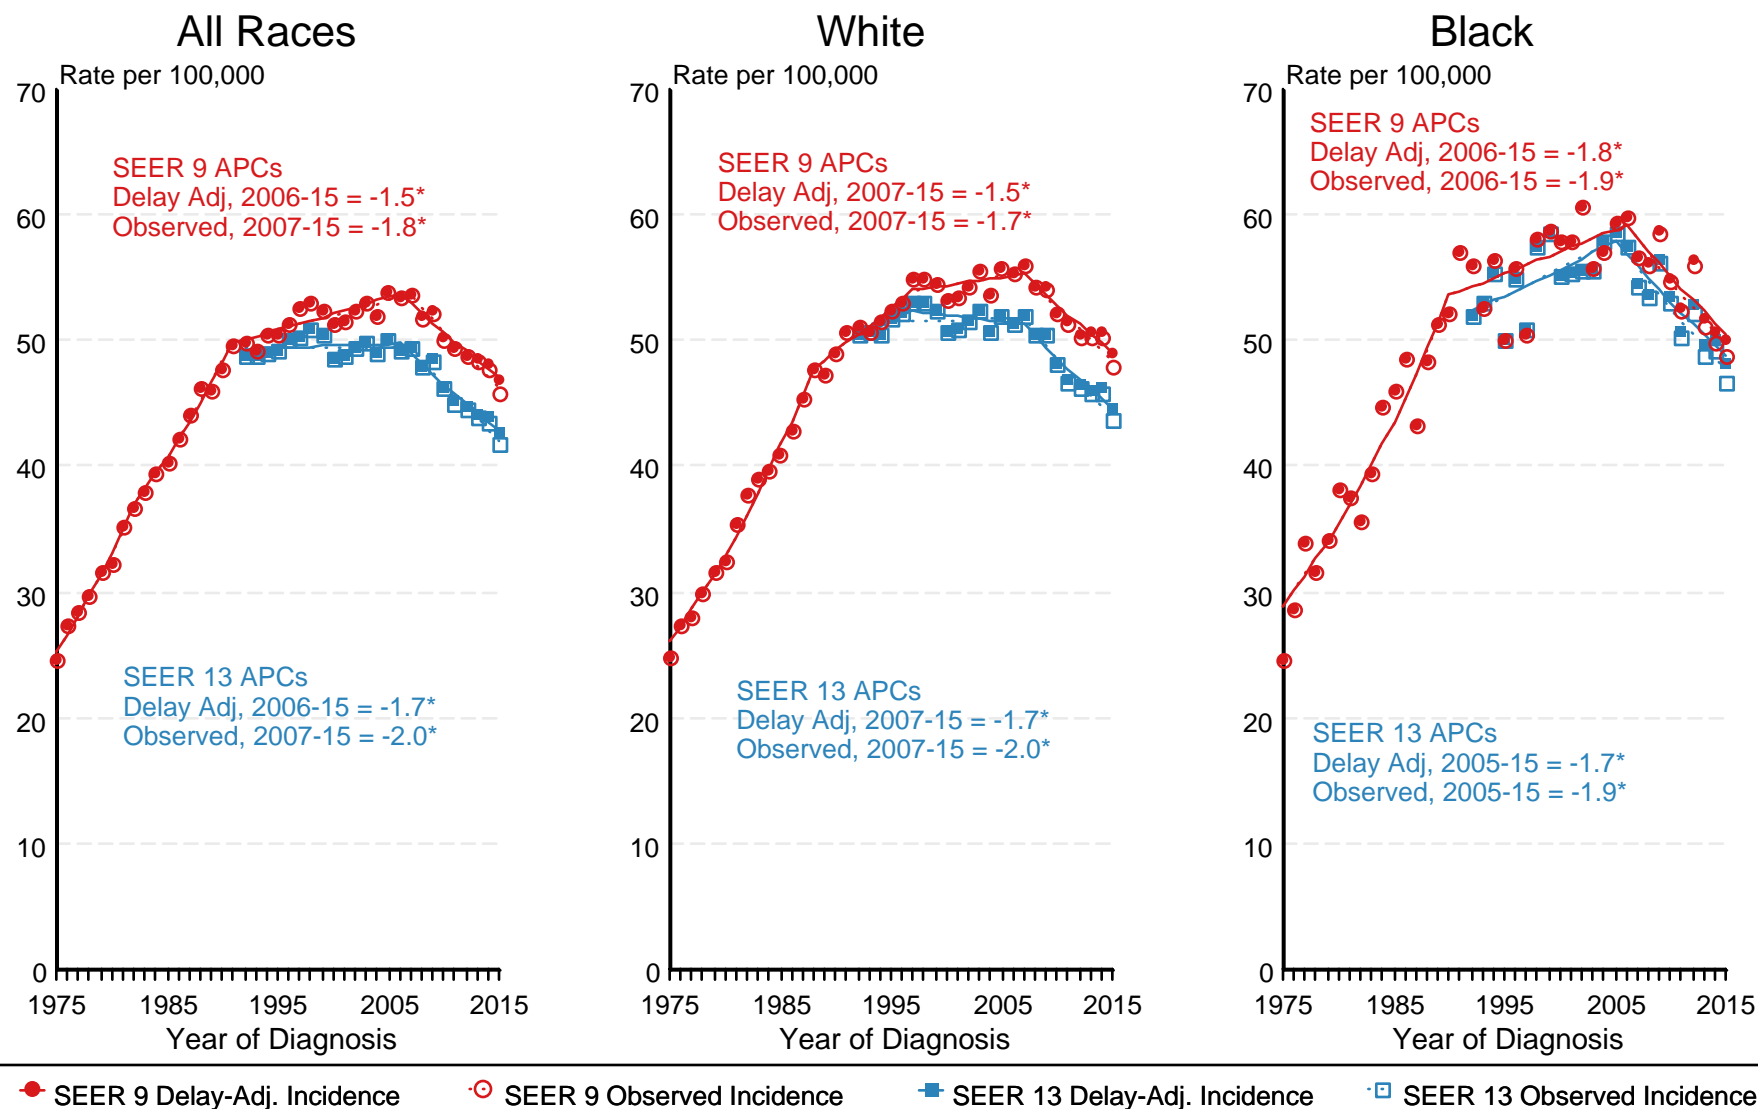 All Races
Rate per 100,000
70
60
50
40
30
20
10
0
SEER 9 APCs
Delay Adj, 2006-15 = -1.5*
Observed, 2007-15 = -1.8*
SEER 13 APCs
Delay Adj, 2006-15 = -1.7*
Observed, 2007-15 = -2.0*
1975 1985 1995 2005 2015
Year of Diagnosis
White
Rate per 100,000
70
60
50
40
30
20
10
0
SEER 9 APCs
Delay Adj, 2007-15 = -1.5*
Observed, 2007-15 = -1.7*
SEER 13 APCs
Delay Adj, 2007-15 = -1.7*
Observed, 2007-15 = -2.0*
1975 1985 1995 2005 2015
Year of Diagnosis
Black
Rate per 100,000
70
60
50
40
30
20
10
0
SEER 9 APCs
Delay Adj, 2006-15 = -1.8*
Observed, 2006-15 = -1.9*
SEER 13 APCs
Delay Adj, 2005-15 = -1.7*
Observed, 2005-15 = -1.9*
1975 1985 1995 2005 2015
Year of Diagnosis
SEER 9 Delay-Adj. Incidence SEER 9 Observed Incidence SEER 13 Delay-Adj. Incidence SEER 13 Observed Incidence